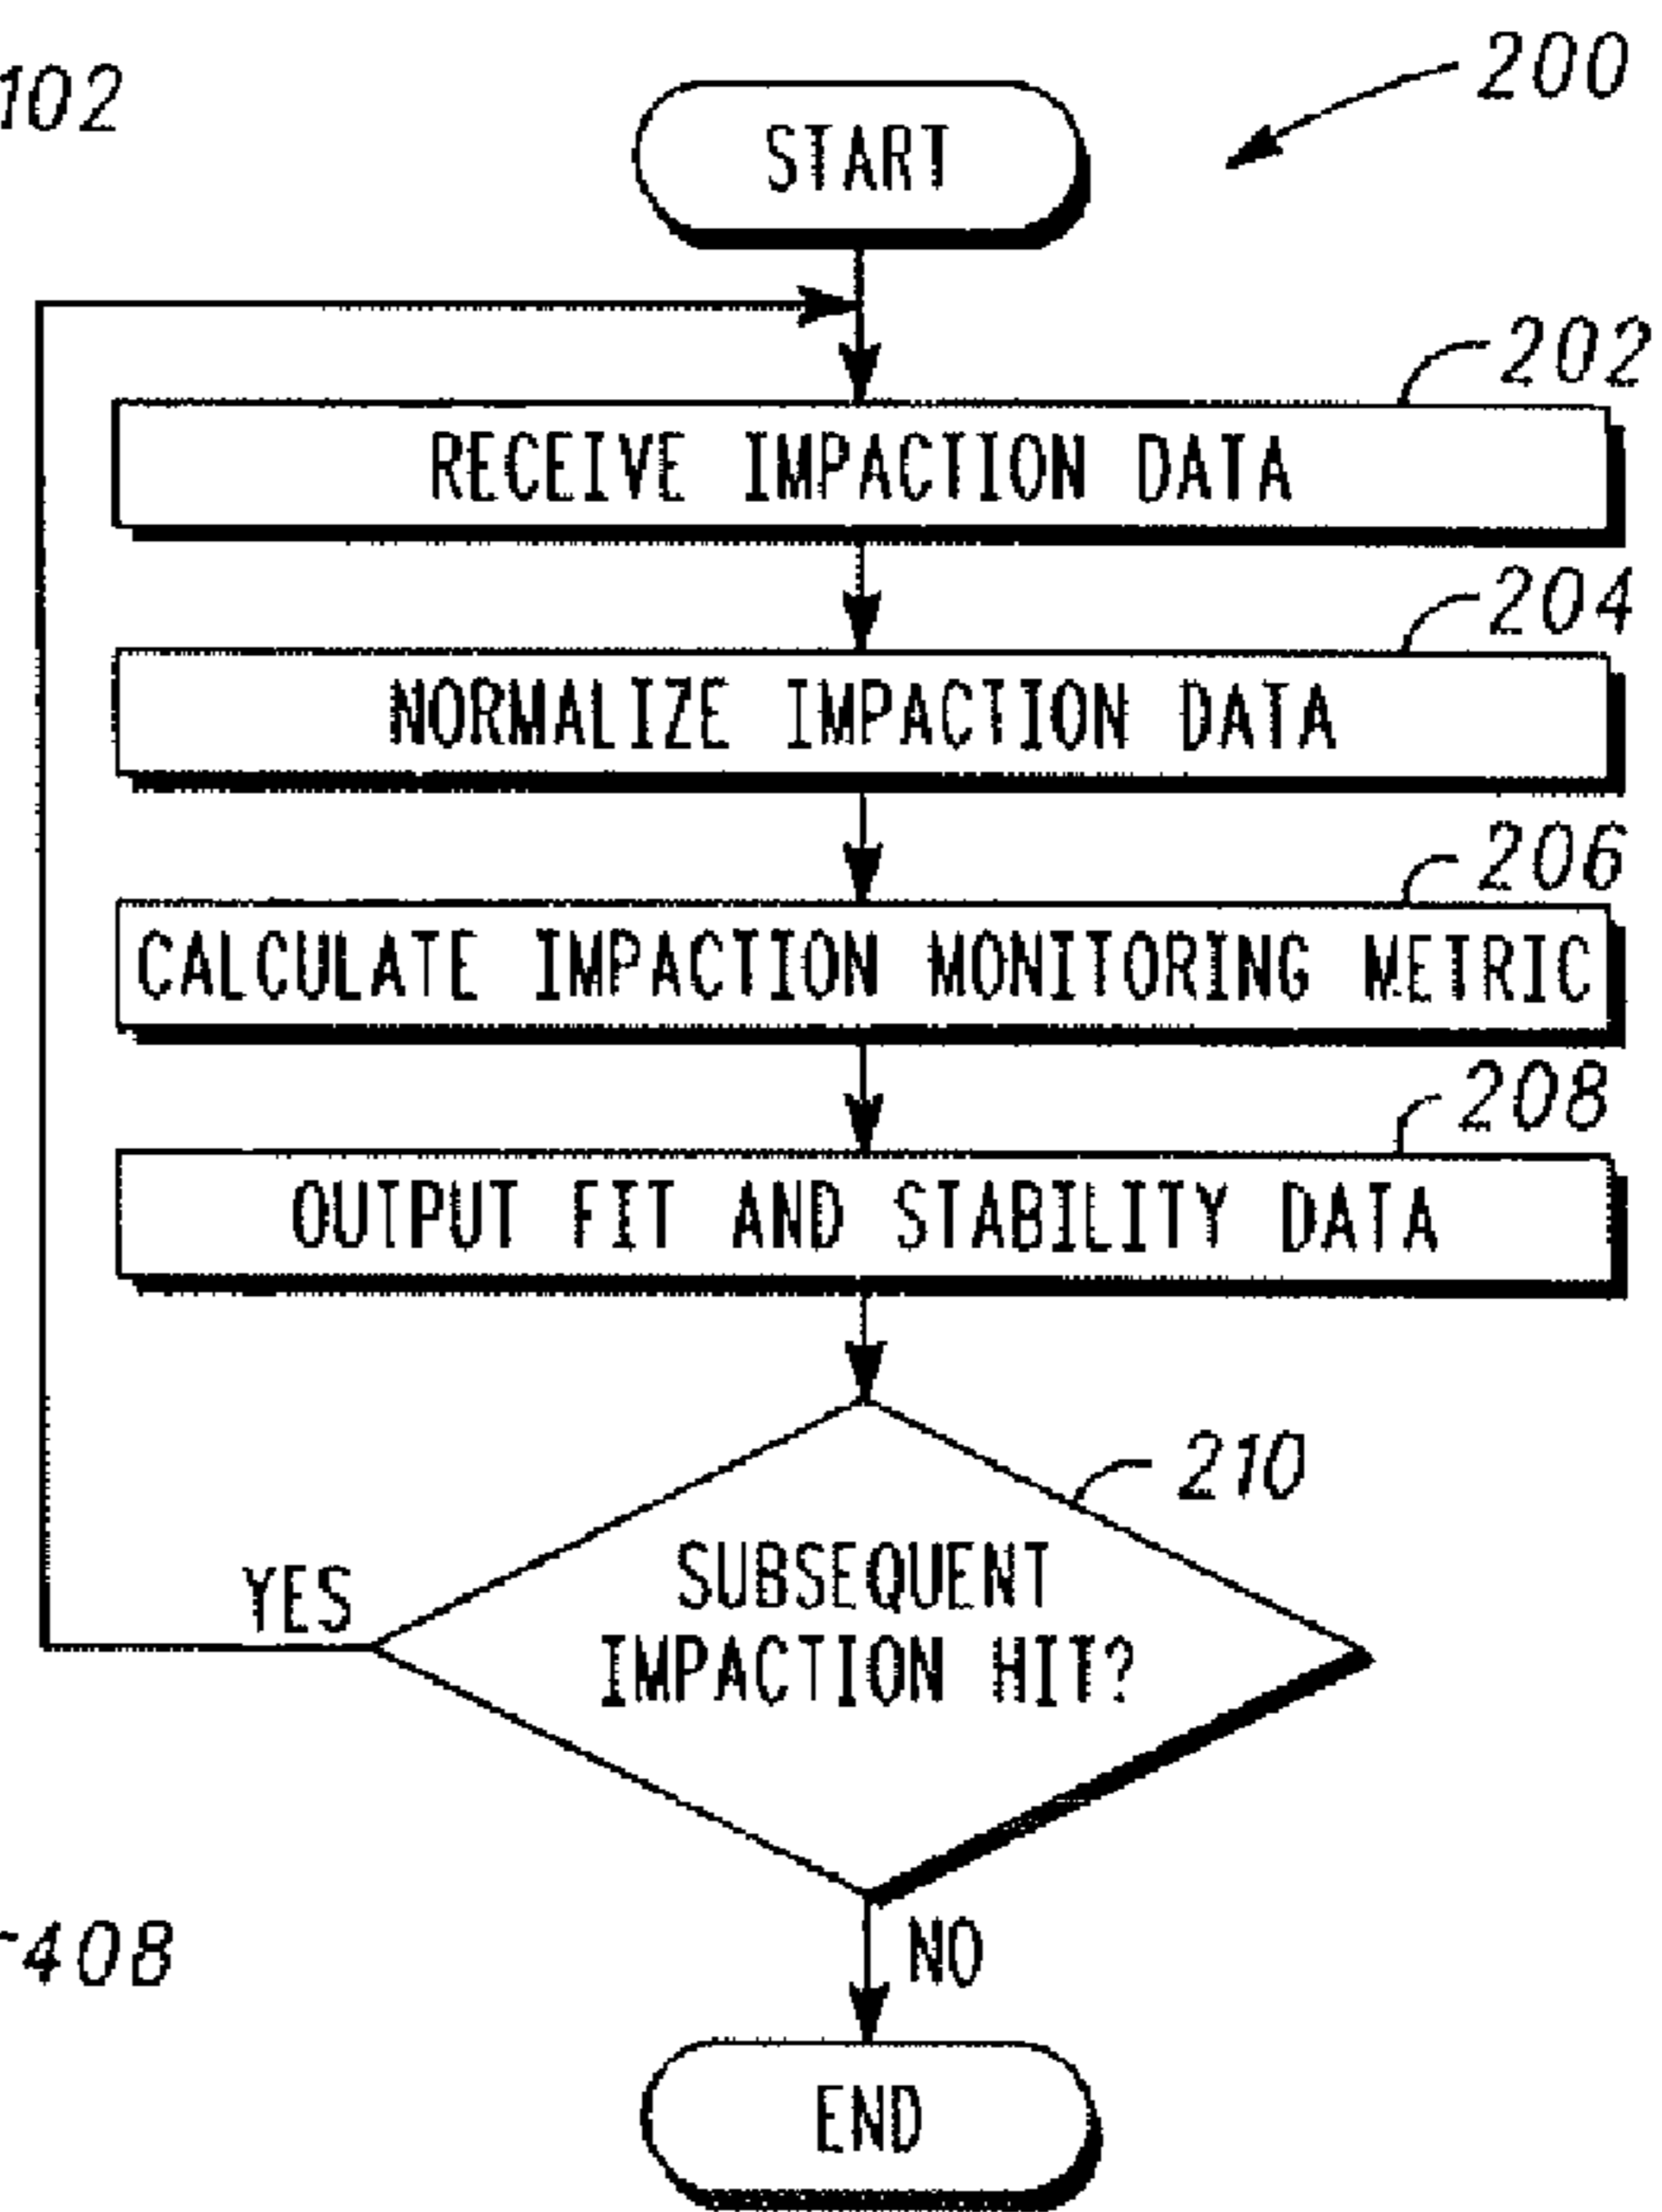 102
200
START
202
RECEIVE IMPACTION DATA
204
NORMALIZE IMPACTION DATA
206
CALCULATE IMPACTION MONITORING METRIC
208
OUTPUT FIT AND STABILITY DATA
210
SUBSEQUENT
IMPACTION HIT?
YES
NO
408
END